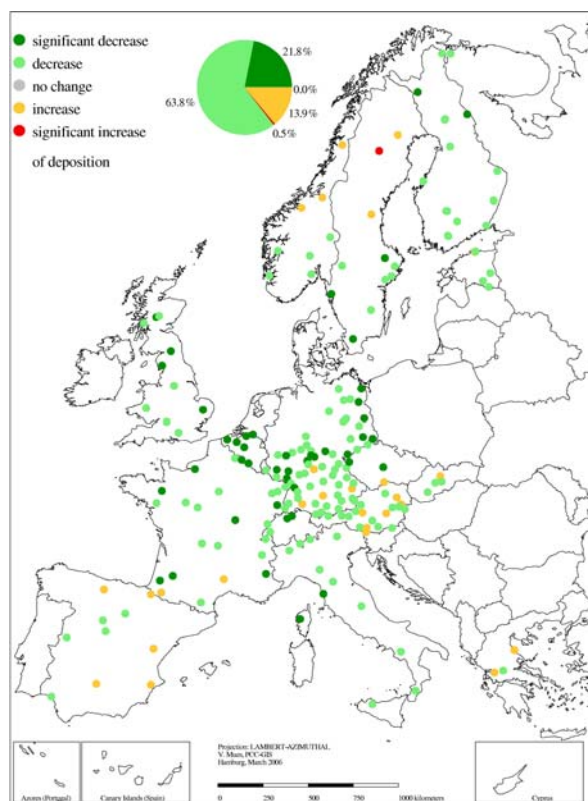 significant decrease
decrease
no change
increase
significant increase
of deposition
21.8%
0.0%
13.9%
0.5%
63.8%
Projection: LAMBERT-AZIMUTHAL
V. Mues, PCC-GIS
Hamburg, March 2006
0 250 500 750 1000 kilometers
Azores (Portugal)
Canary Islands (Spain)
Cyprus